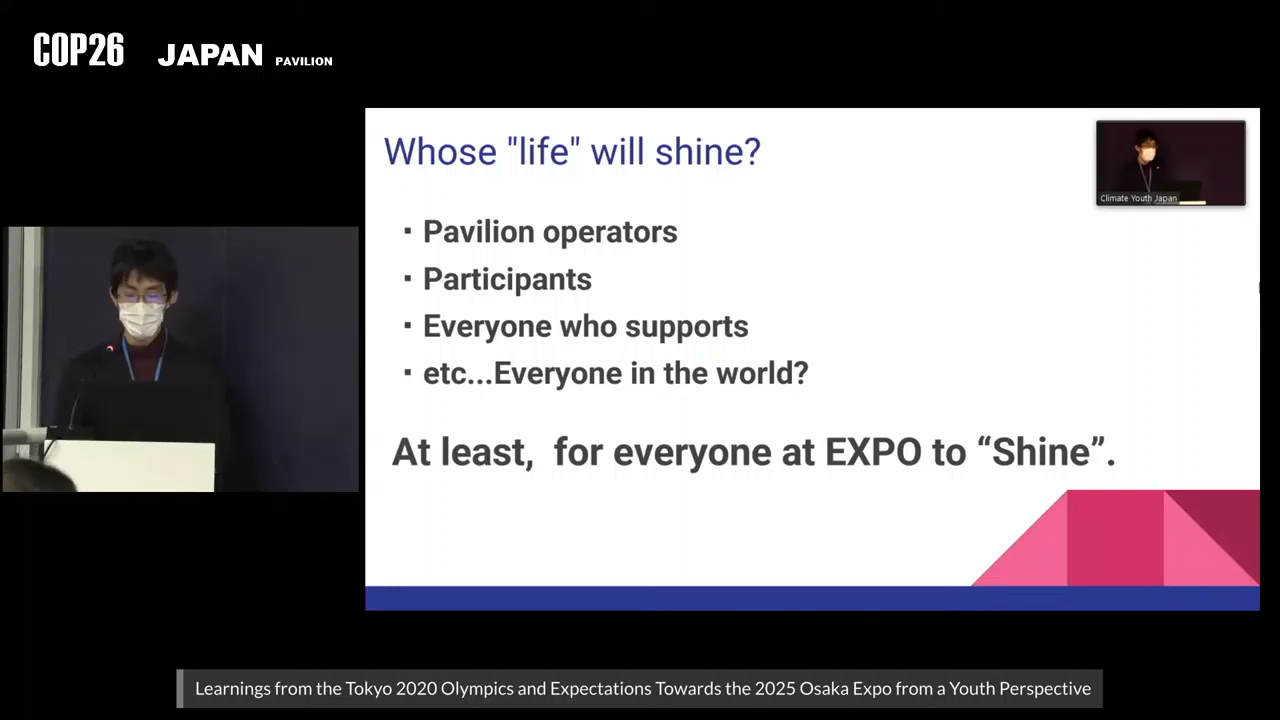 COP26 JAPAN PAVILION
Whose "life" will shine?
Climate Youth Japan
▪ Pavilion operators
▪ Participants
▪ Everyone who supports
▪ etc...Everyone in the world?
At least, for everyone at EXPO to “Shine”.
Learnings from the Tokyo 2020 Olympics and Expectations Towards the 2025 Osaka Expo from a Youth Perspective